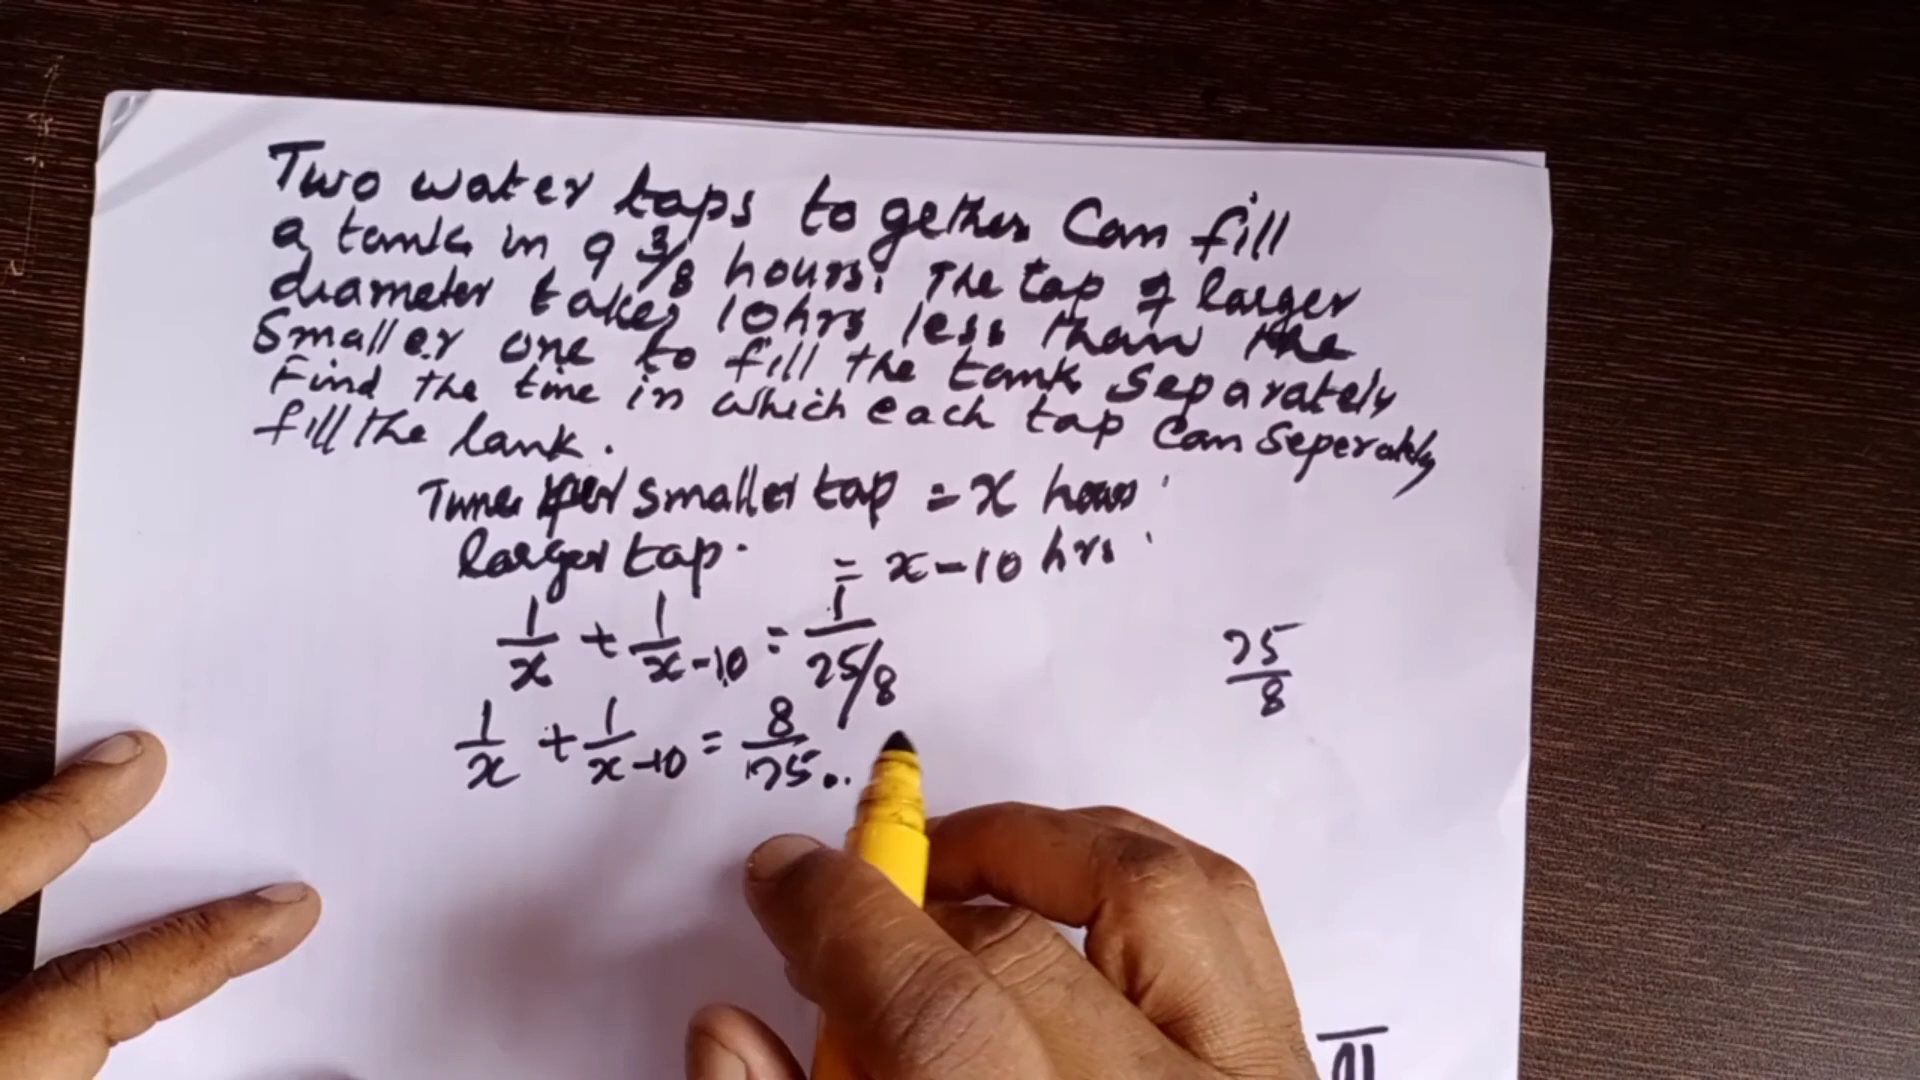 Two water taps together Can fill
a tank in 9 3/8 hours. The tap of larger
diameter takes 10hrs less than the
smaller one to fill the tank separately
Find the time in which each tap can seperately
fill the tank.
Time per smaller tap = x hours
larger tap. = x-10 hrs.
1/x + 1/x-10 = 1/75/8
75/8
1/x + 1/x-10 = 8/75